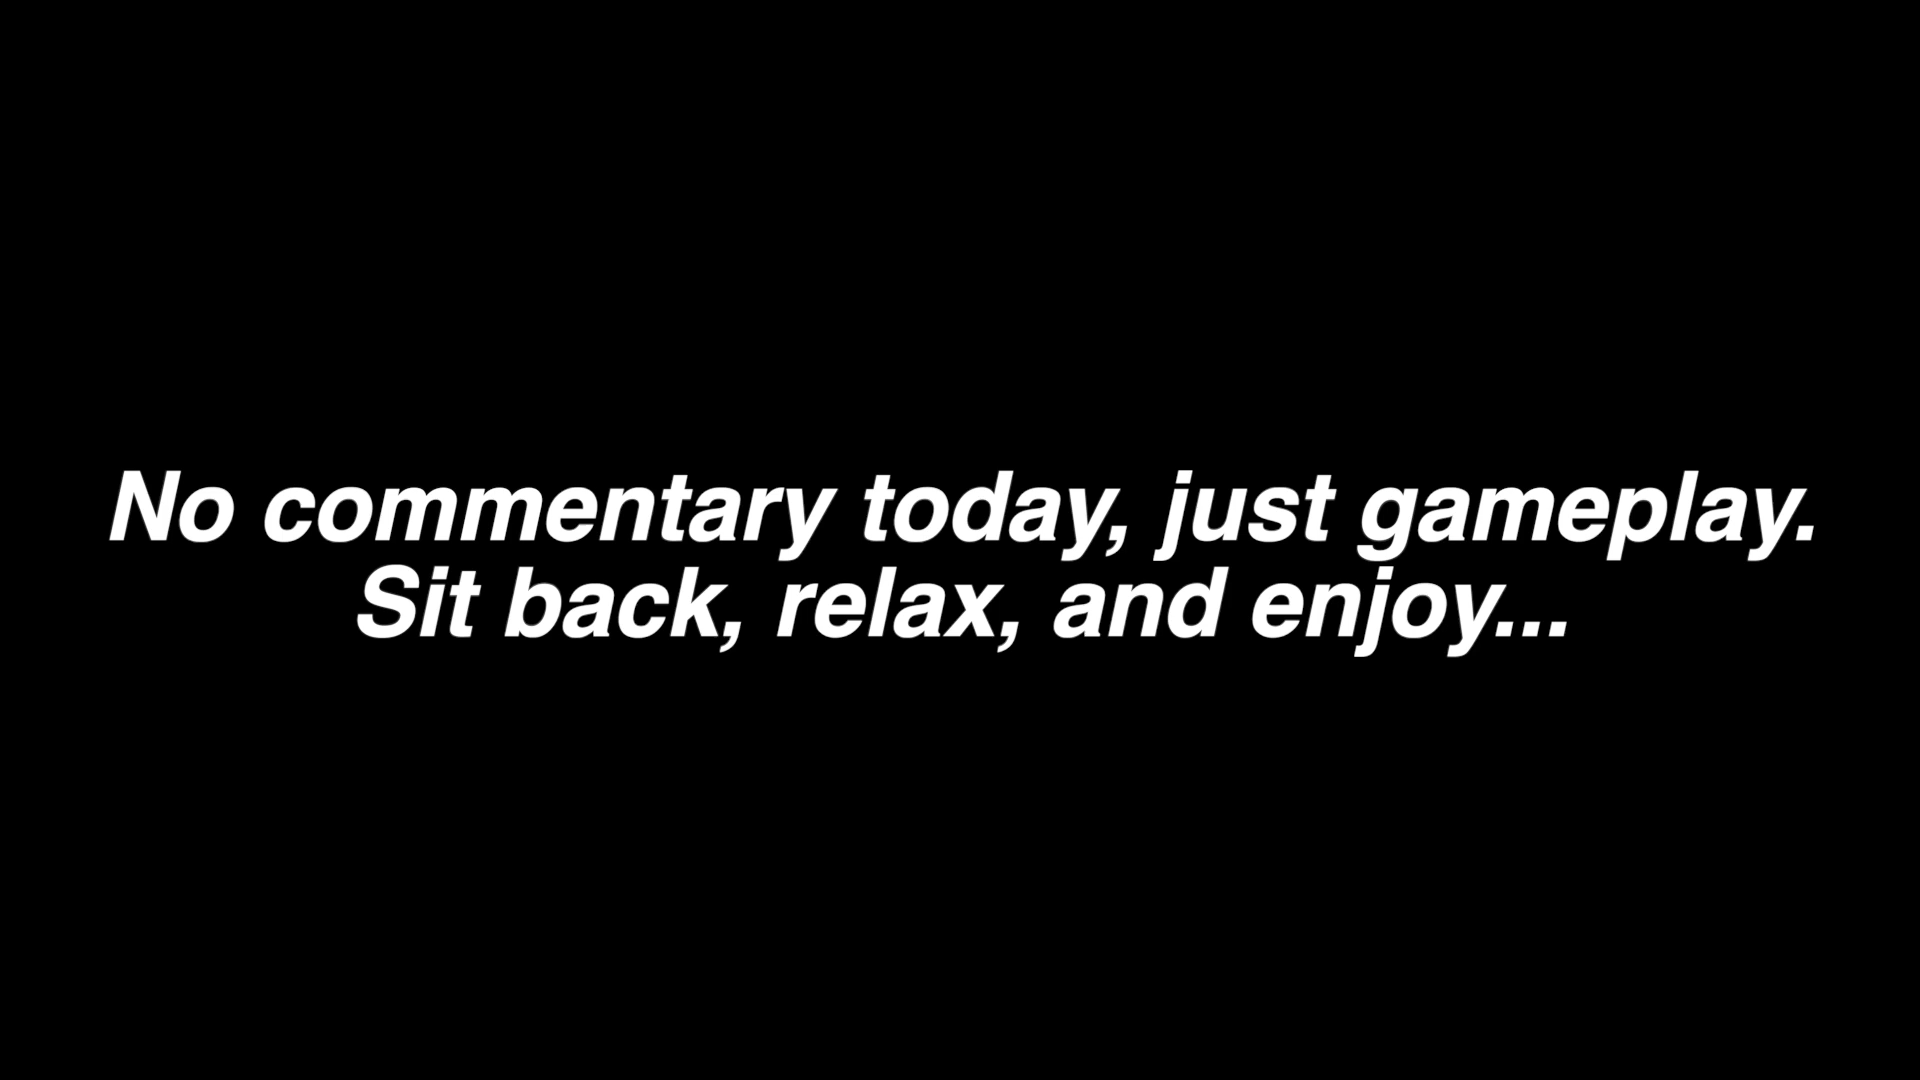 No commentary today, just gameplay.
Sit back, relax, and enjoy...